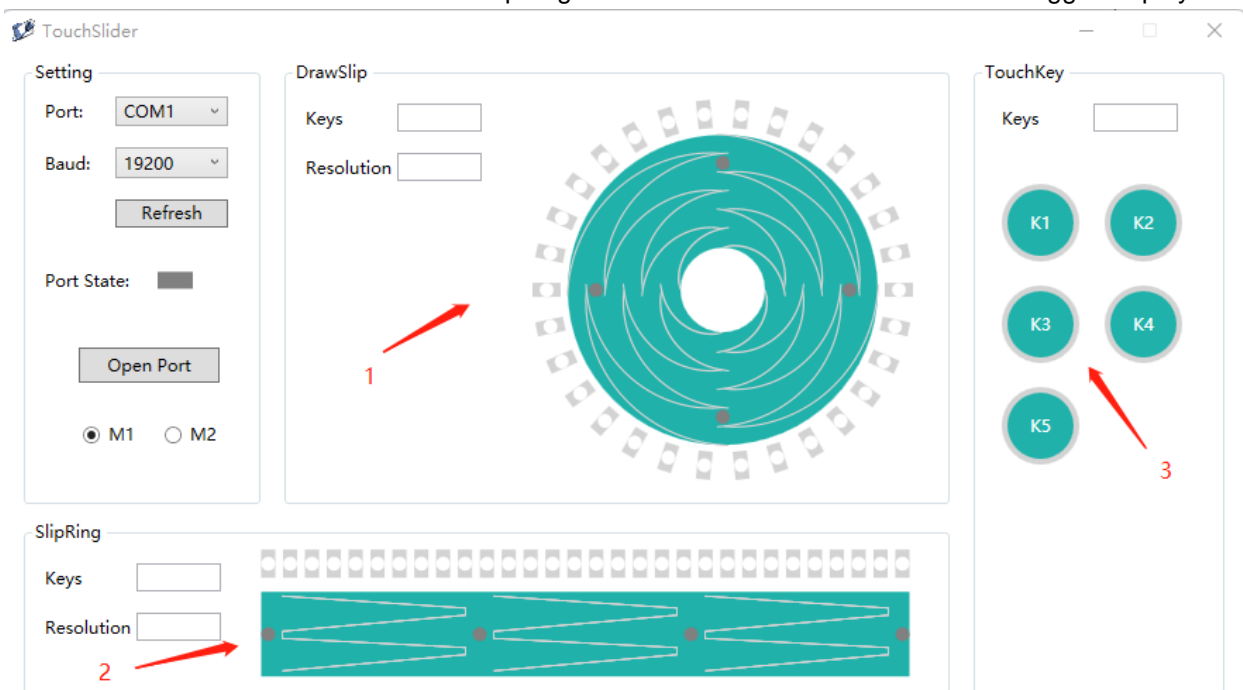 TouchSlider
Setting
Port: COM1
Baud: 19200
Refresh
Port State:
Open Port
M1 M2
DrawSlip
Keys
Resolution
1
TouchKey
Keys
K1 K2
K3 K4
K5
3
SlipRing
Keys
Resolution
2